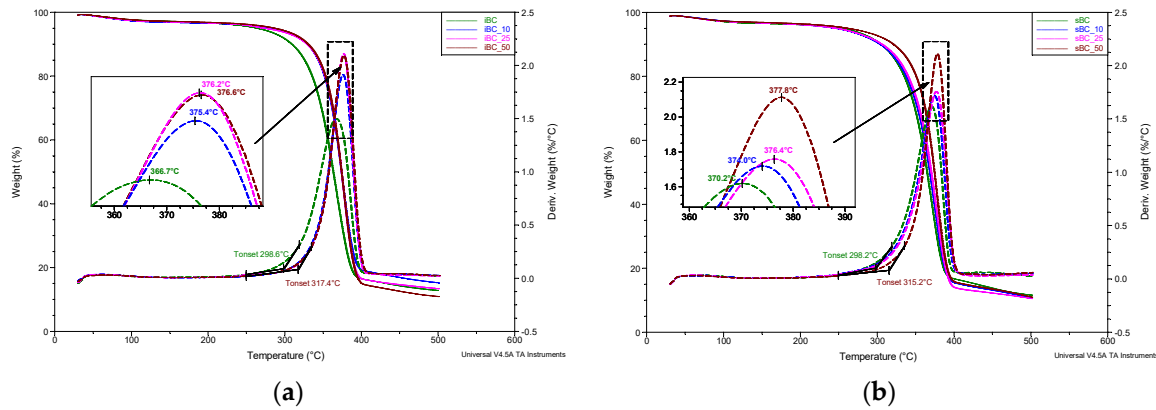 100
80
60
40
20
0
Weight (%)
2.5
2.0
1.5
1.0
0.5
0.0
-0.5
Deriv. Weight (%/°C)
iBC
iBC_10
iBC_25
iBC_50
376.2°C
376.6°C
375.4°C
366.7°C
360
370
380
Tonset 298.6°C
Tonset 317.4°C
0
100
200
300
400
500
600
Temperature (°C)
Universal V4.5A TA Instruments
(a)
100
80
60
40
20
0
Weight (%)
2.5
2.0
1.5
1.0
0.5
0.0
-0.5
Deriv. Weight (%/°C)
sBC
sBC_10
sBC_25
sBC_50
2.2
2.0
1.8
1.6
377.8°C
376.4°C
374.0°C
370.2°C
360
370
380
390
Tonset 298.2°C
Tonset 315.2°C
0
100
200
300
400
500
600
Temperature (°C)
Universal V4.5A TA Instruments
(b)